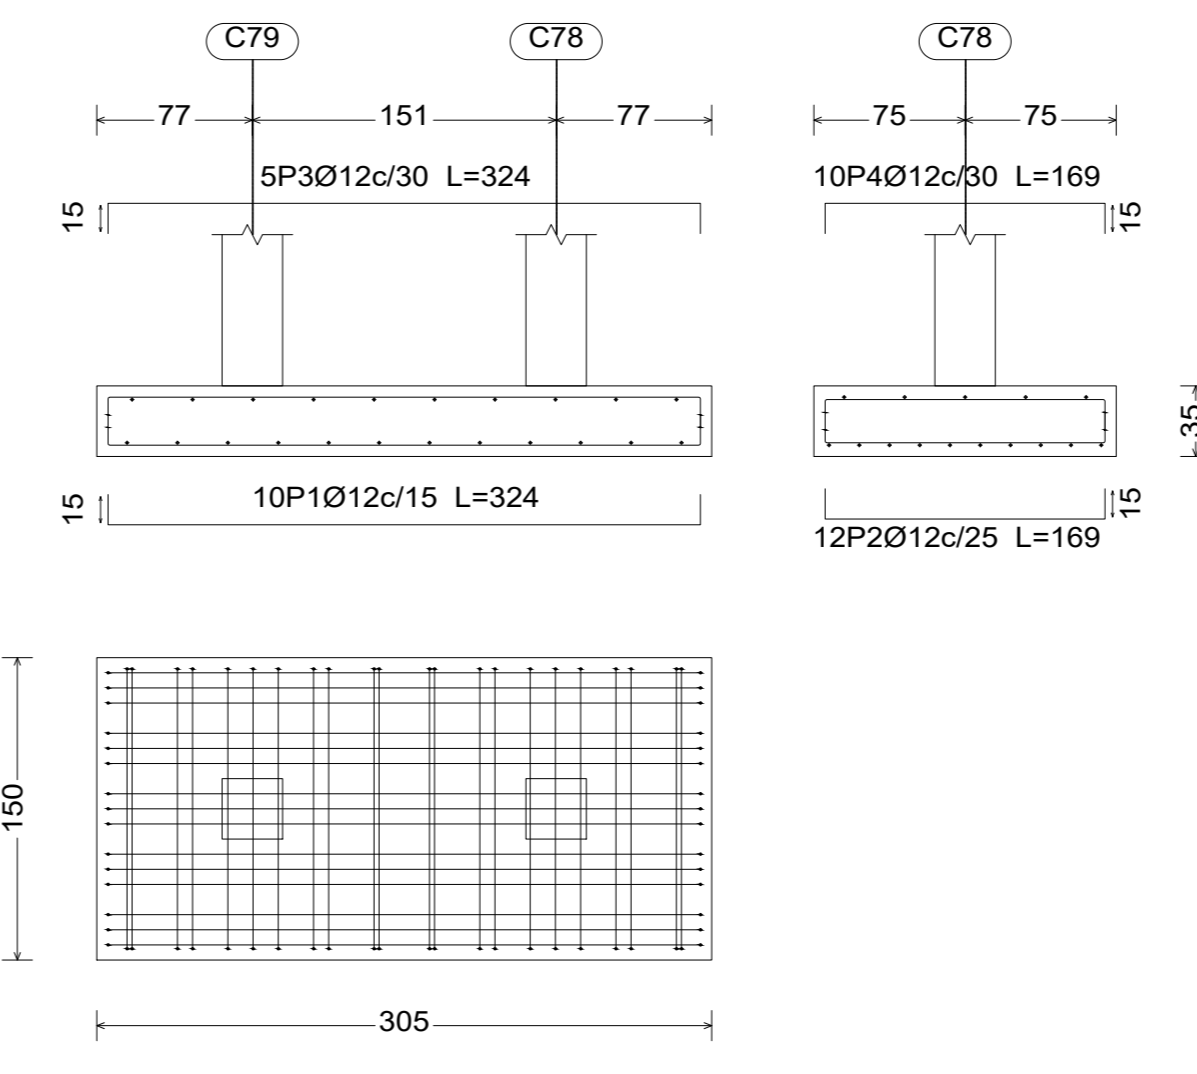 C79 C78 C78
77 151 77 75 75
5P3Ø12c/30 L=324 10P4Ø12c/30 L=169
15 15
35
15 10P1Ø12c/15 L=324 15
12P2Ø12c/25 L=169
150
305